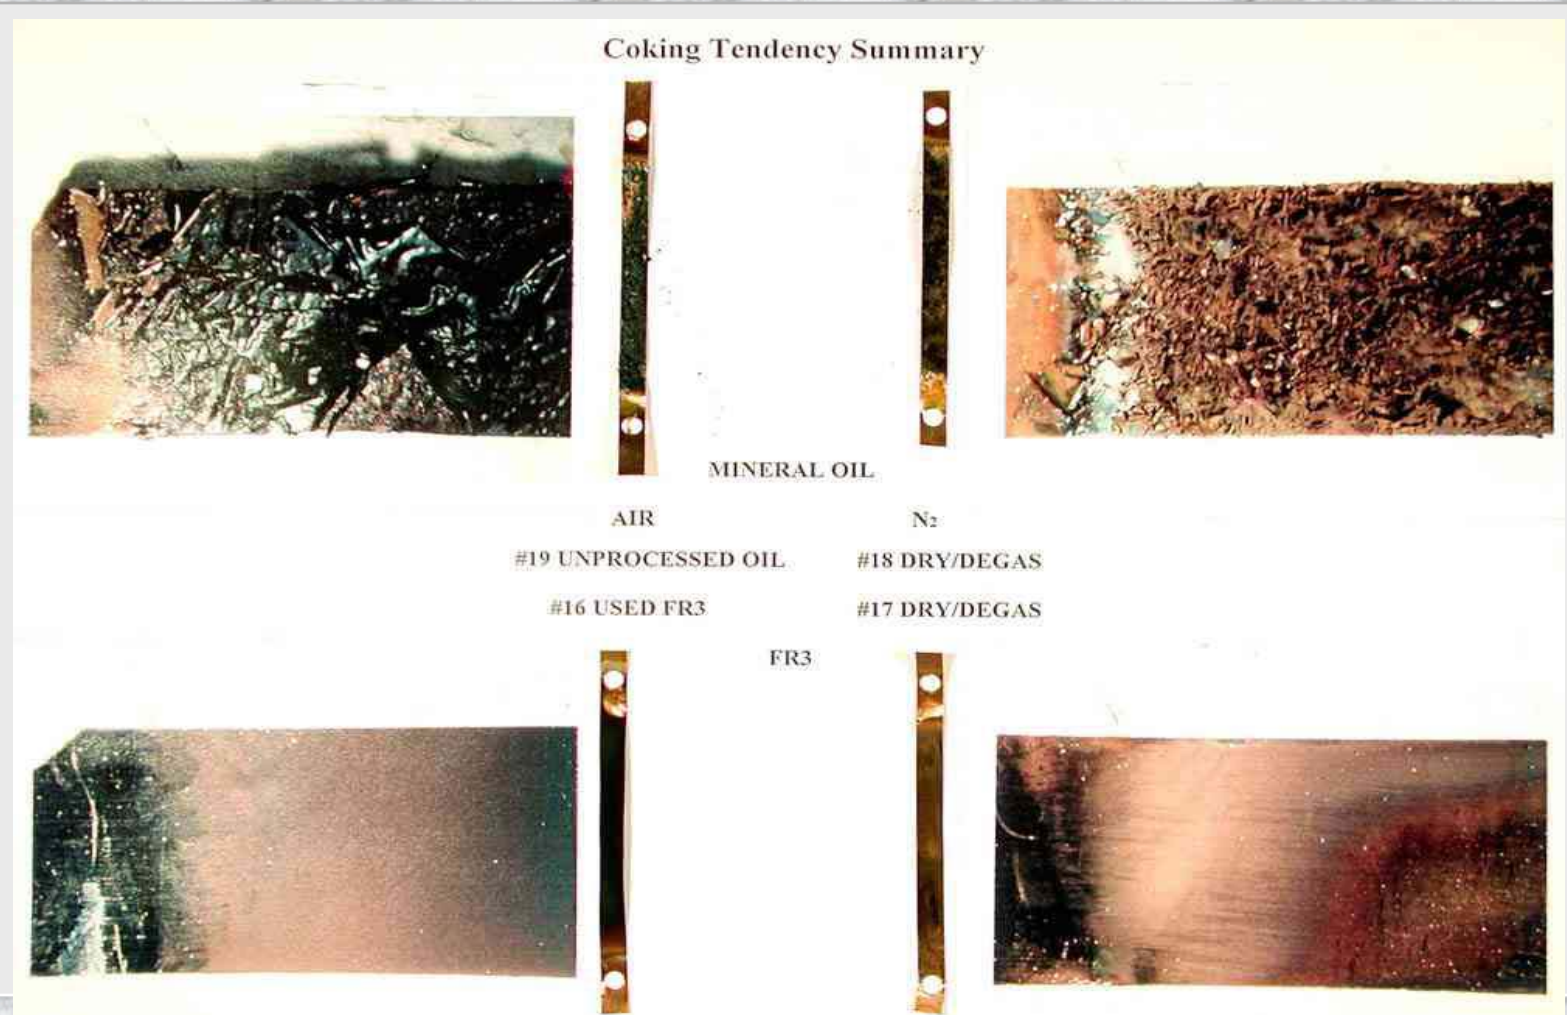 Coking Tendency Summary
MINERAL OIL
AIR N₂
#19 UNPROCESSED OIL #18 DRY/DEGAS
#16 USED FR3 #17 DRY/DEGAS
FR3